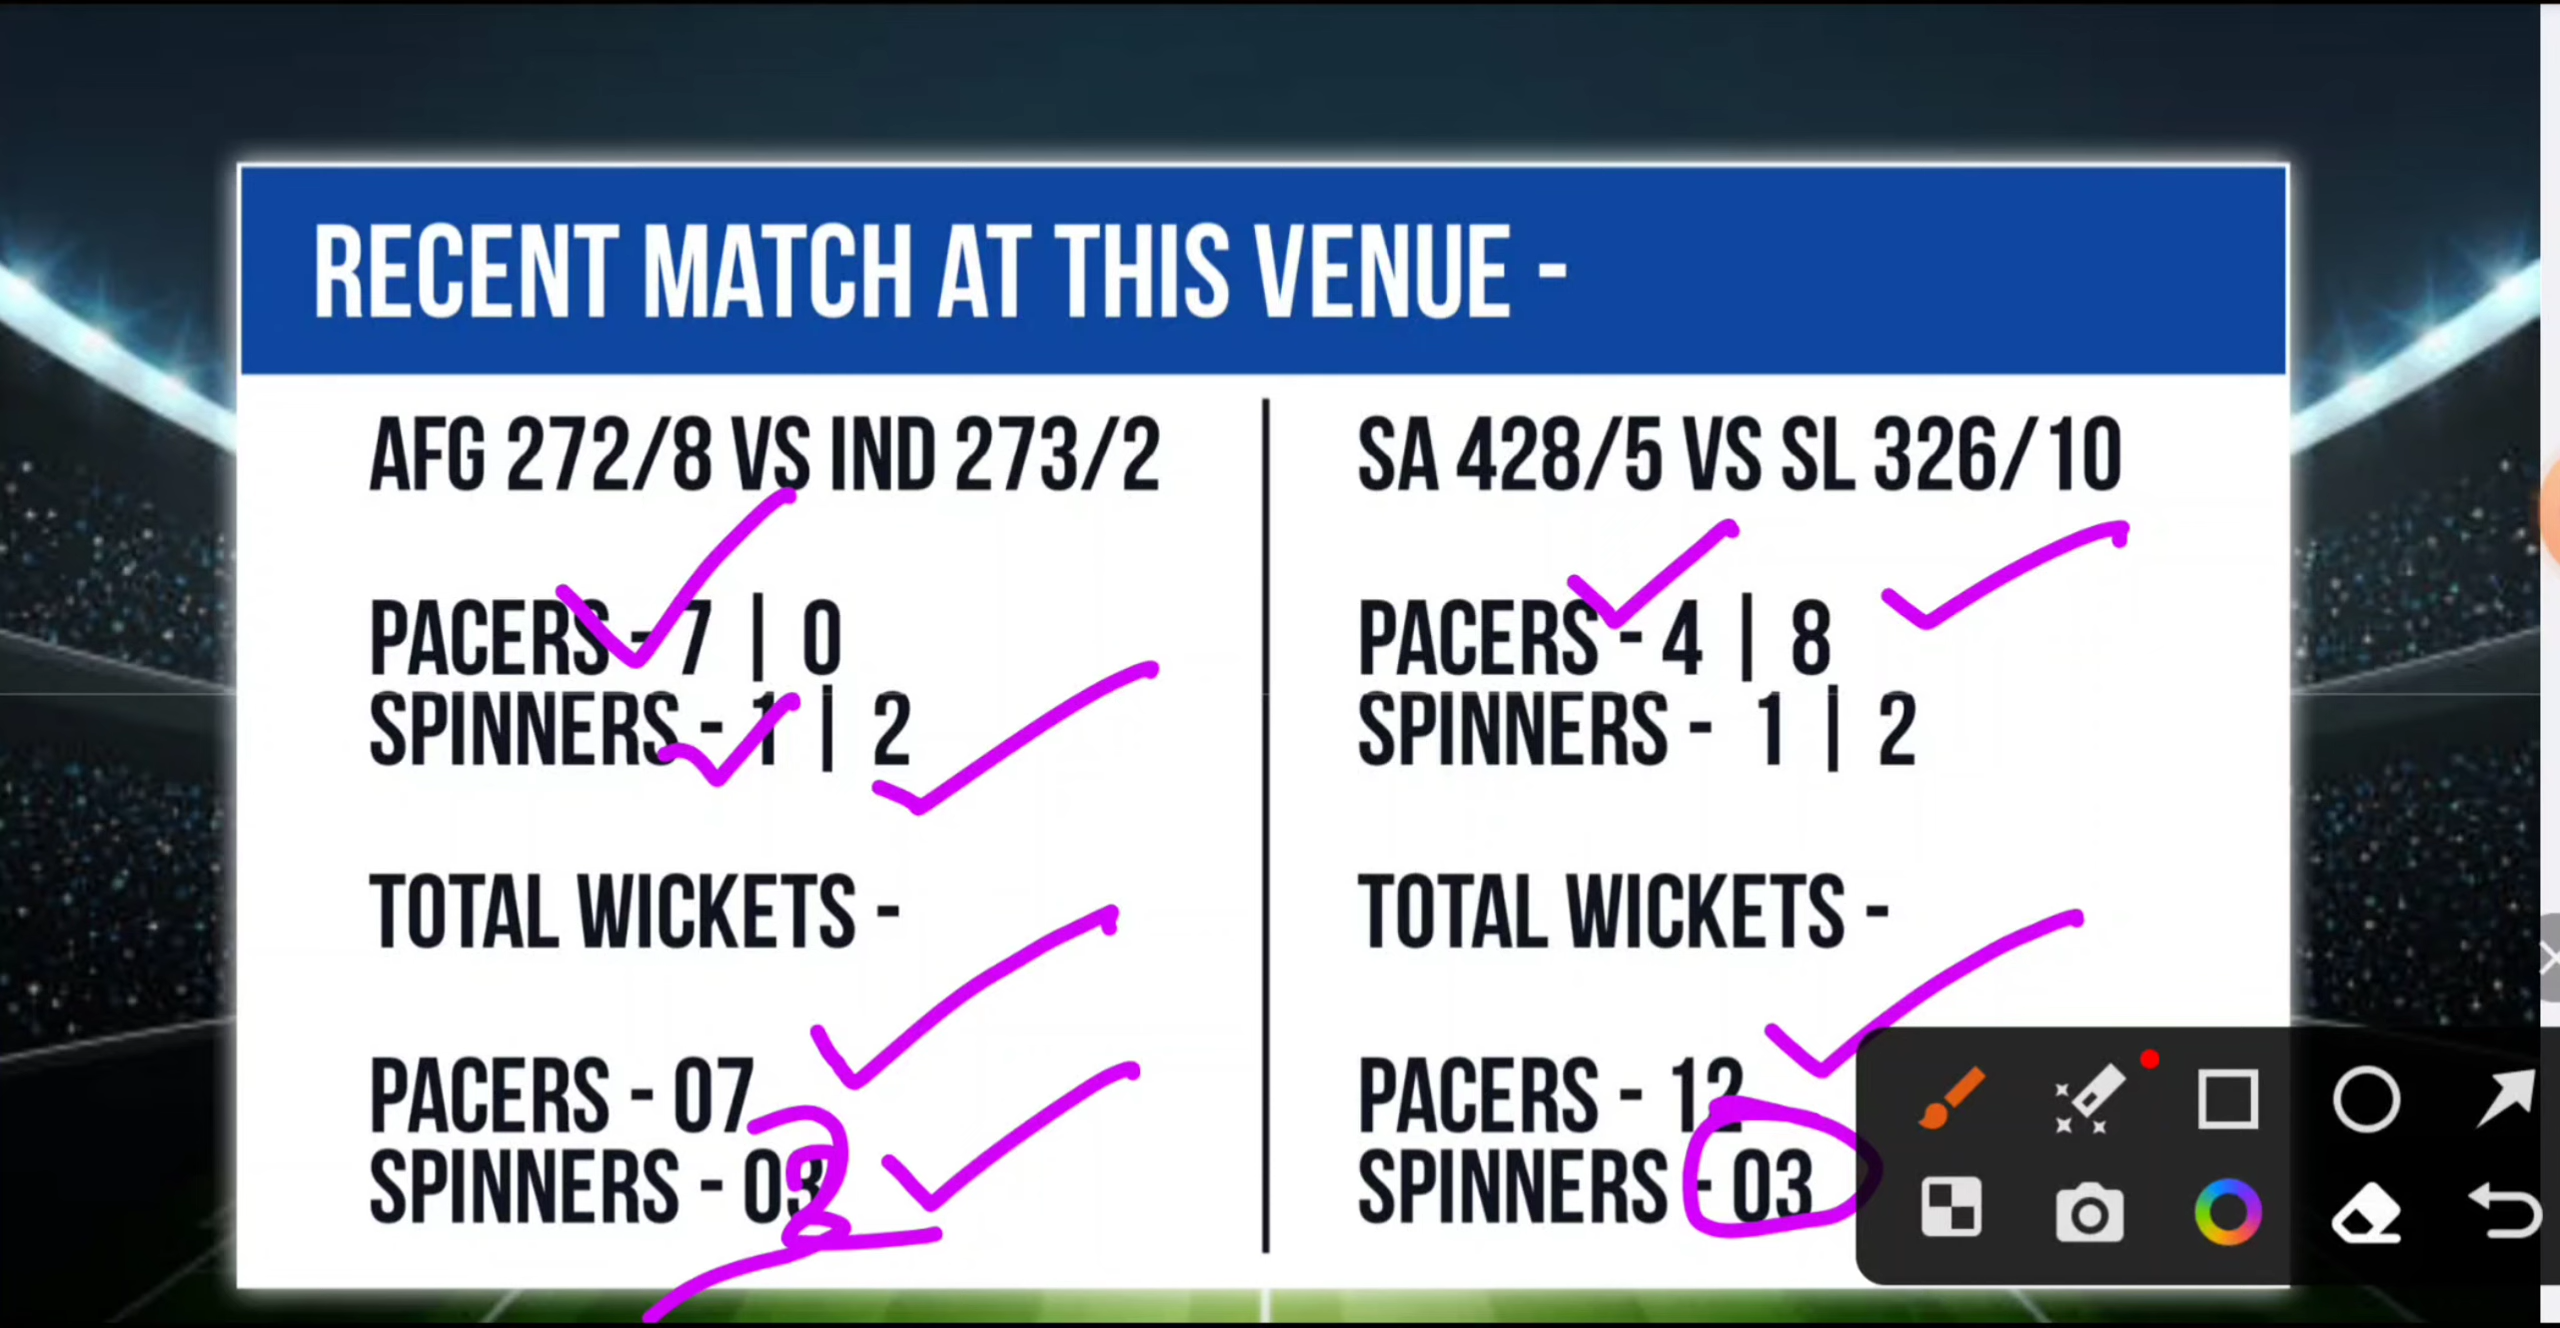 RECENT MATCH AT THIS VENUE -
AFG 272/8 VS IND 273/2
PACERS - 7 | 0
SPINNERS - 1 | 2
TOTAL WICKETS -
PACERS - 07
SPINNERS - 03
SA 428/5 VS SL 326/10
PACERS - 4 | 8
SPINNERS - 1 | 2
TOTAL WICKETS -
PACERS - 12
SPINNERS - 03